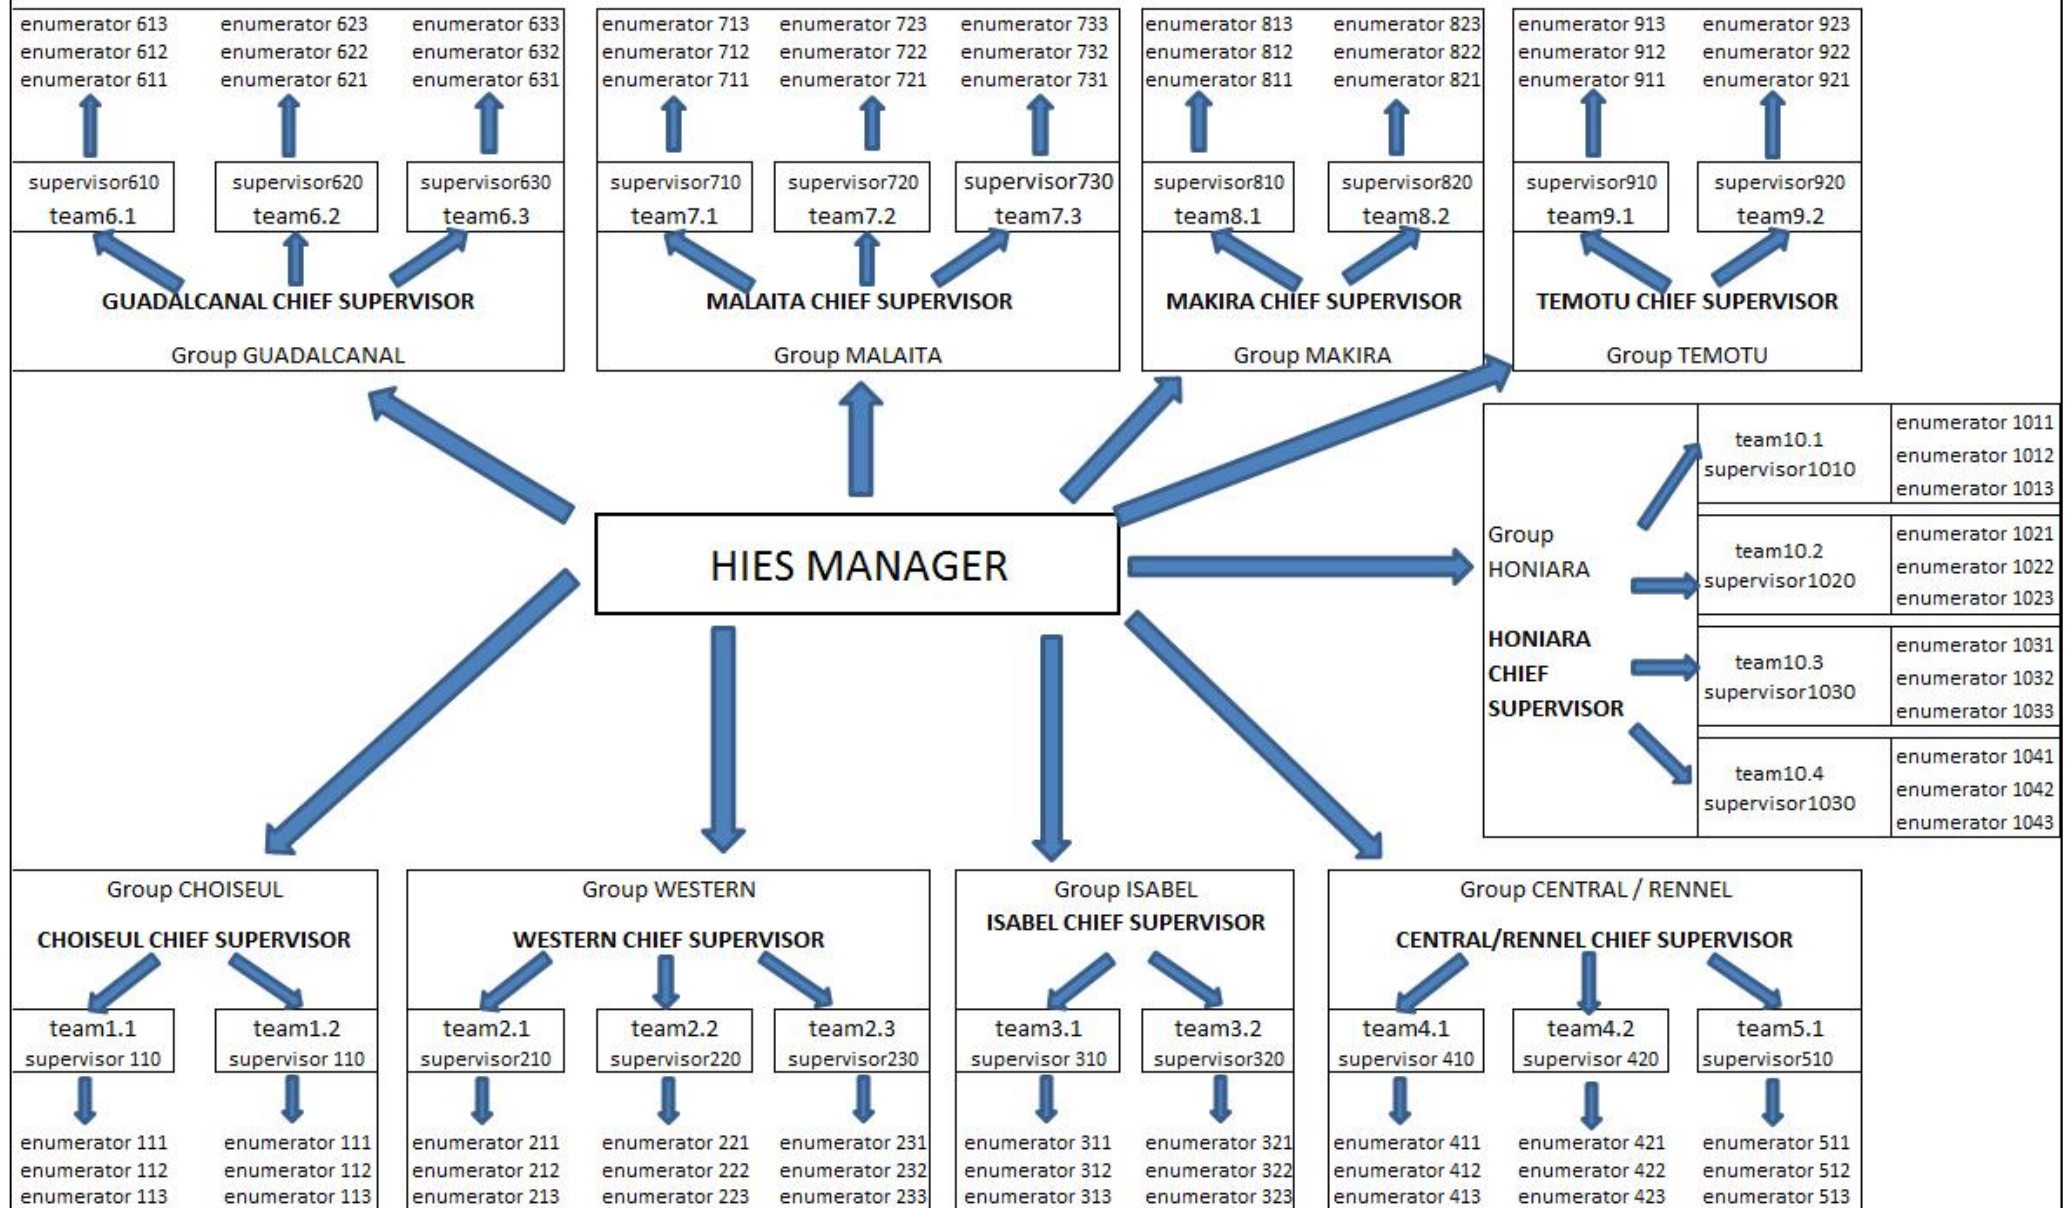 enumerator 613 enumerator 623 enumerator 633
enumerator 612 enumerator 622 enumerator 632
enumerator 611 enumerator 621 enumerator 631
supervisor610 supervisor620 supervisor630
team6.1 team6.2 team6.3
GUADALCANAL CHIEF SUPERVISOR
Group GUADALCANAL
enumerator 713 enumerator 723 enumerator 733
enumerator 712 enumerator 722 enumerator 732
enumerator 711 enumerator 721 enumerator 731
supervisor710 supervisor720 supervisor730
team7.1 team7.2 team7.3
MALAITA CHIEF SUPERVISOR
Group MALAITA
enumerator 813 enumerator 823
enumerator 812 enumerator 822
enumerator 811 enumerator 821
supervisor810 supervisor820
team8.1 team8.2
MAKIRA CHIEF SUPERVISOR
Group MAKIRA
enumerator 913 enumerator 923
enumerator 912 enumerator 922
enumerator 911 enumerator 921
supervisor910 supervisor920
team9.1 team9.2
TEMOTU CHIEF SUPERVISOR
Group TEMOTU
HIES MANAGER
Group
HONIARA
HONIARA
CHIEF
SUPERVISOR
team10.1
supervisor1010
enumerator 1011
enumerator 1012
enumerator 1013
team10.2
supervisor1020
enumerator 1021
enumerator 1022
enumerator 1023
team10.3
supervisor1030
enumerator 1031
enumerator 1032
enumerator 1033
team10.4
supervisor1030
enumerator 1041
enumerator 1042
enumerator 1043
Group CHOISEUL
CHOISEUL CHIEF SUPERVISOR
team1.1 team1.2
supervisor 110 supervisor 110
enumerator 111 enumerator 111
enumerator 112 enumerator 112
enumerator 113 enumerator 113
Group WESTERN
WESTERN CHIEF SUPERVISOR
team2.1 team2.2 team2.3
supervisor210 supervisor220 supervisor230
enumerator 211 enumerator 221 enumerator 231
enumerator 212 enumerator 222 enumerator 232
enumerator 213 enumerator 223 enumerator 233
Group ISABEL
ISABEL CHIEF SUPERVISOR
team3.1 team3.2
supervisor 310 supervisor320
enumerator 311 enumerator 321
enumerator 312 enumerator 322
enumerator 313 enumerator 323
Group CENTRAL / RENNEL
CENTRAL/RENNEL CHIEF SUPERVISOR
team4.1 team4.2 team5.1
supervisor 410 supervisor 420 supervisor510
enumerator 411 enumerator 421 enumerator 511
enumerator 412 enumerator 422 enumerator 512
enumerator 413 enumerator 423 enumerator 513